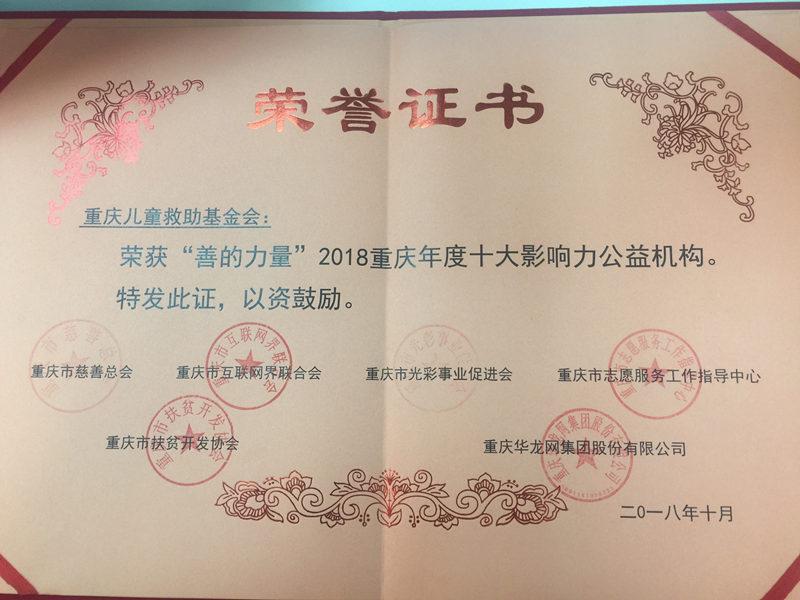 荣誉证书
重庆儿童救助基金会：
荣获“善的力量”2018重庆年度十大影响力公益机构。
特发此证，以资鼓励。
重庆市慈善总会 重庆市互联网界联合会 重庆市光彩事业促进会 重庆市志愿服务工作指导中心
重庆市扶贫开发协会 重庆华龙网集团股份有限公司
二0一八年十月